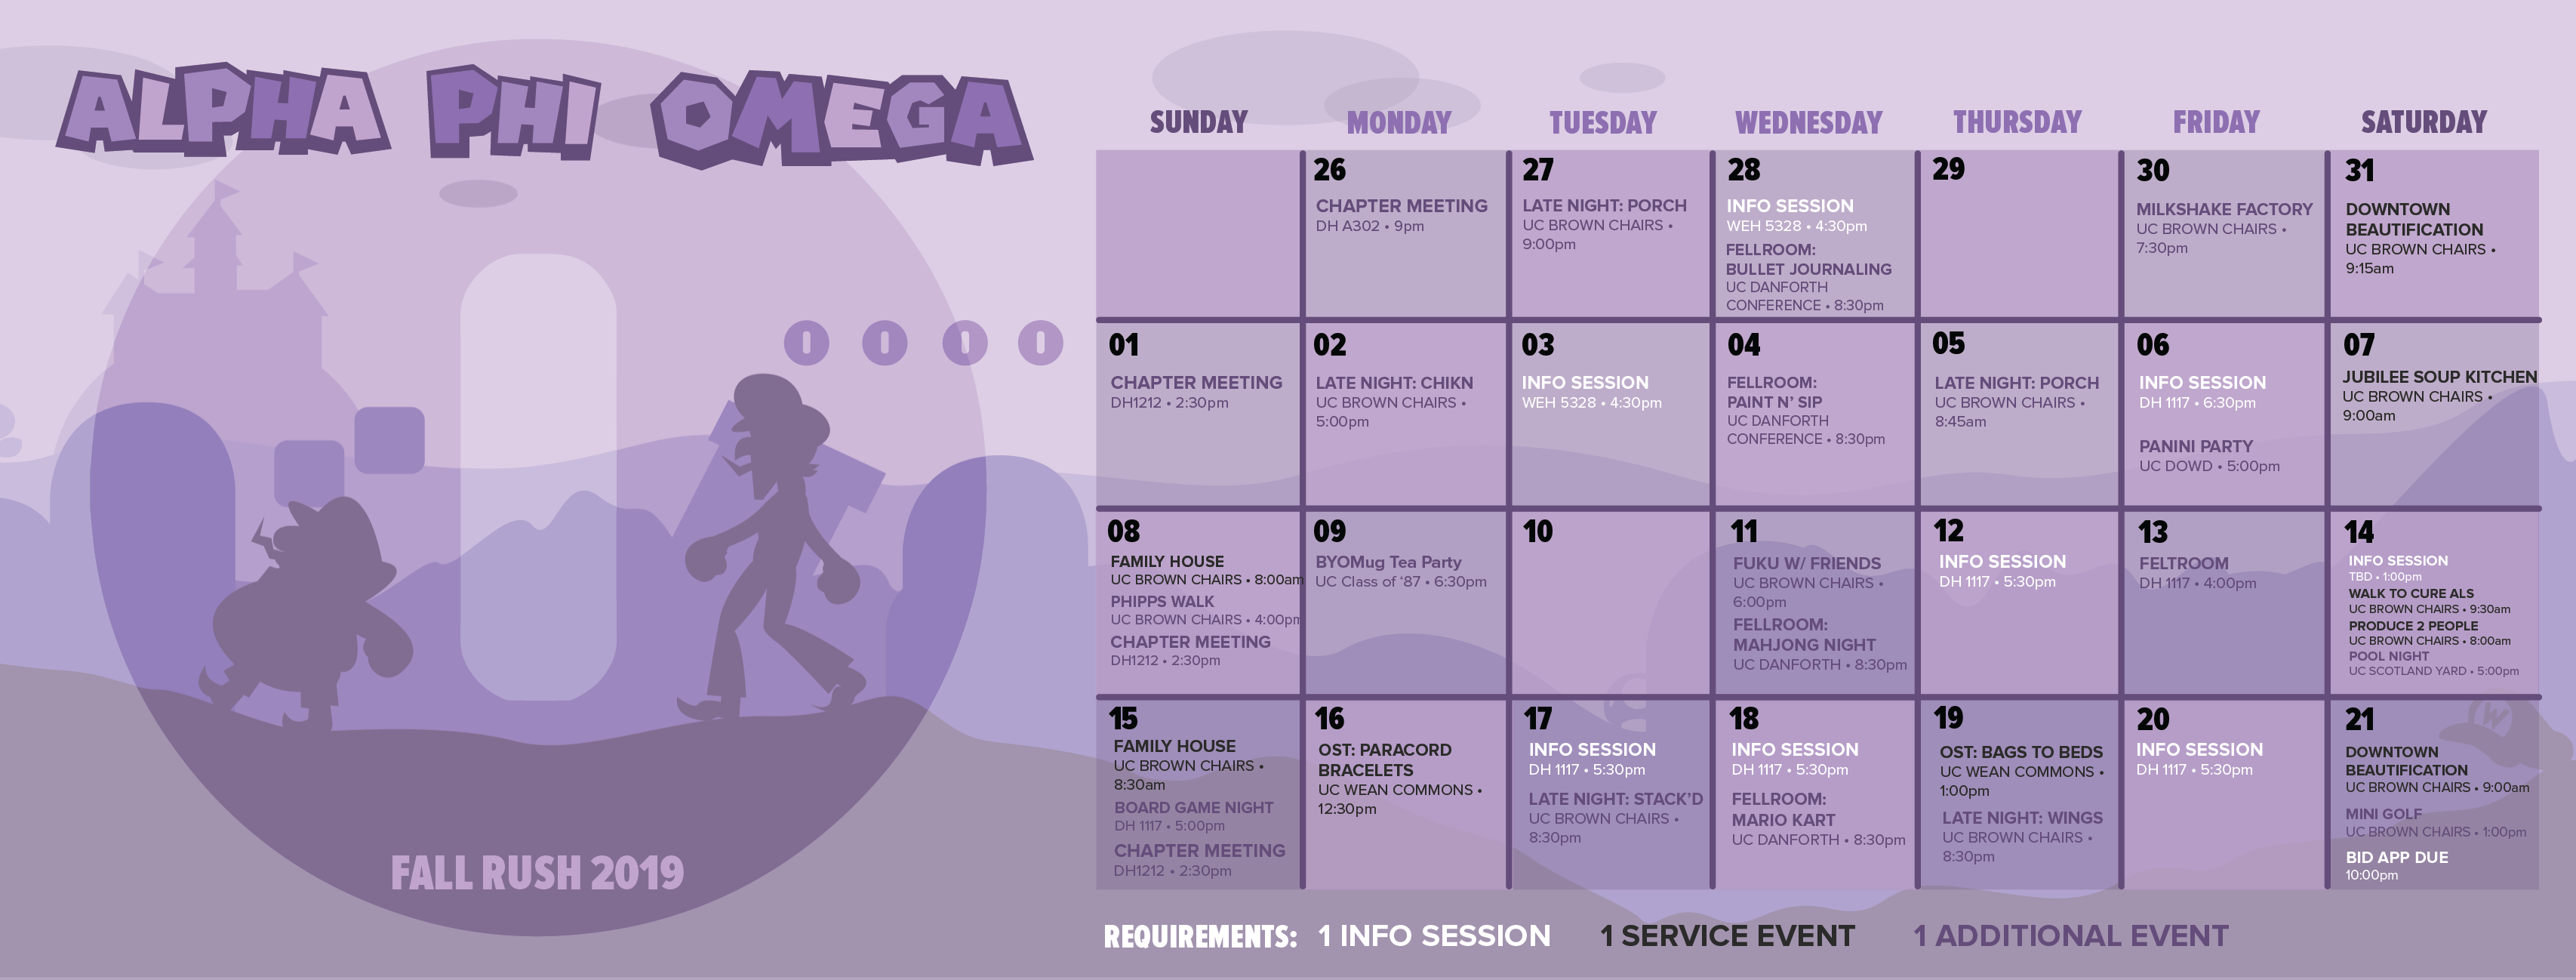 ALPHA PHI OMEGA
FALL RUSH 2019
SUNDAY MONDAY TUESDAY WEDNESDAY THURSDAY FRIDAY SATURDAY
26
CHAPTER MEETING
DH A302 • 9pm
27
LATE NIGHT: PORCH
UC BROWN CHAIRS •
9:00pm
28
INFO SESSION
WEH 5328 • 4:30pm
FELLROOM:
BULLET JOURNALING
UC DANFORTH
CONFERENCE • 8:30pm
29
30
MILKSHAKE FACTORY
UC BROWN CHAIRS •
7:30pm
31
DOWNTOWN
BEAUTIFICATION
UC BROWN CHAIRS •
9:15am
01
CHAPTER MEETING
DH1212 • 2:30pm
02
LATE NIGHT: CHIKN
UC BROWN CHAIRS •
5:00pm
03
INFO SESSION
WEH 5328 • 4:30pm
04
FELLROOM:
PAINT N' SIP
UC DANFORTH
CONFERENCE • 8:30pm
05
LATE NIGHT: PORCH
UC BROWN CHAIRS •
8:45am
06
INFO SESSION
DH 1117 • 6:30pm
PANINI PARTY
UC DOWD • 5:00pm
07
JUBILEE SOUP KITCHEN
UC BROWN CHAIRS •
9:00am
08
FAMILY HOUSE
UC BROWN CHAIRS • 8:00am
PHIPPS WALK
UC BROWN CHAIRS • 4:00pm
CHAPTER MEETING
DH1212 • 2:30pm
09
BYOMug Tea Party
UC Class of '87 • 6:30pm
10
11
FUKU W/ FRIENDS
UC BROWN CHAIRS •
6:00pm
FELLROOM:
MAHJONG NIGHT
UC DANFORTH • 8:30pm
12
INFO SESSION
DH 1117 • 5:30pm
13
FELTROOM
DH 1117 • 4:00pm
14
INFO SESSION
TBD • 1:00pm
WALK TO CURE ALS
UC BROWN CHAIRS • 9:30am
PRODUCE 2 PEOPLE
UC BROWN CHAIRS • 8:00am
POOL NIGHT
UC SCOTLAND YARD • 5:00pm
15
FAMILY HOUSE
UC BROWN CHAIRS •
8:30am
BOARD GAME NIGHT
DH 1117 • 5:00pm
CHAPTER MEETING
DH1212 • 2:30pm
16
OST: PARACORD
BRACELETS
UC WEAN COMMONS •
12:30pm
17
INFO SESSION
DH 1117 • 5:30pm
LATE NIGHT: STACK'D
UC BROWN CHAIRS •
8:30pm
18
INFO SESSION
DH 1117 • 5:30pm
FELLROOM:
MARIO KART
UC DANFORTH • 8:30pm
19
OST: BAGS TO BEDS
UC WEAN COMMONS •
1:00pm
LATE NIGHT: WINGS
UC BROWN CHAIRS •
8:30pm
20
INFO SESSION
DH 1117 • 5:30pm
21
DOWNTOWN
BEAUTIFICATION
UC BROWN CHAIRS • 9:00am
MINI GOLF
UC BROWN CHAIRS • 1:00pm
BID APP DUE
10:00pm
W
REQUIREMENTS: 1 INFO SESSION 1 SERVICE EVENT 1 ADDITIONAL EVENT